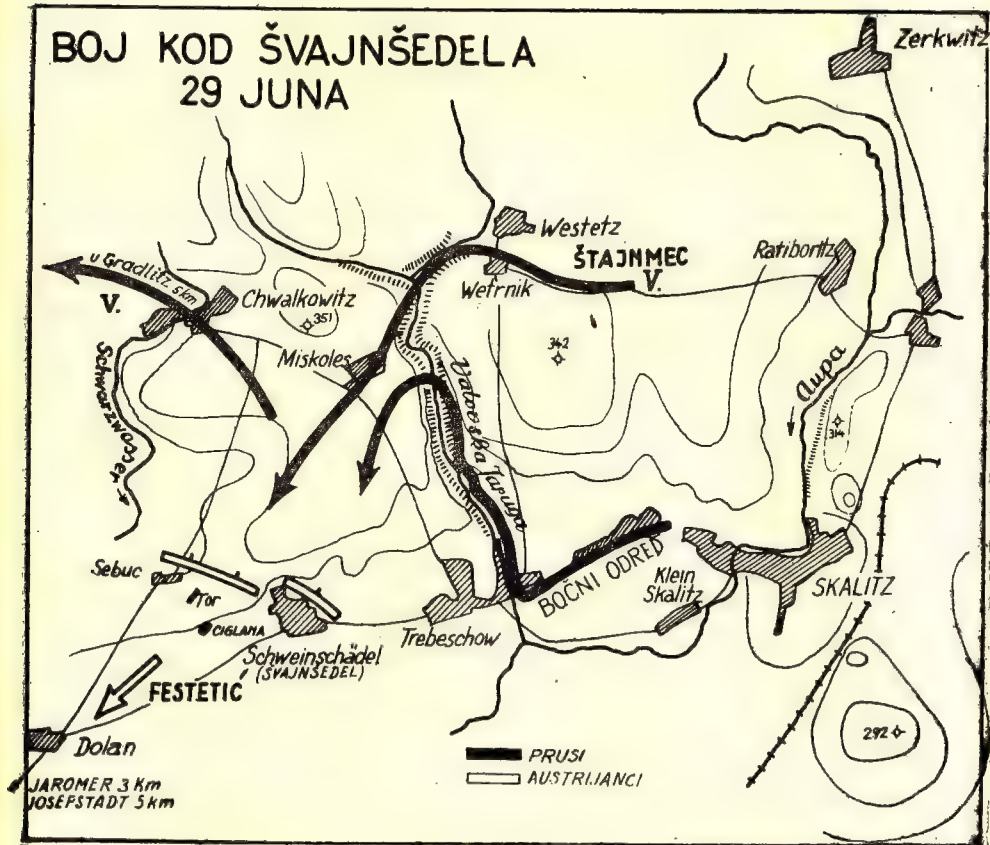 BOJ KOD ŠVAJNŠEDELA
29 JUNA
Zerkwitz
Westetz
ŠTAJNMEC
V.
Ratiboritz
Wetrnik
u Gradlitz 5 km
V.
Chwalkowitz
351
Miskoles
342
Schwarzwasser
Valovska Jaruga
Aupa
Sebuc
Tor
CIGLANA
BOČNI ODRED
Klein
Skalitz
SKALITZ
Trebeschow
Schweinschädel
(ŠVAJNŠEDEL)
FESTETIĆ
Dolan
292
PRUSI
AUSTRIJANCI
JAROMER 3 Km
JOSEFSTADT 5 km